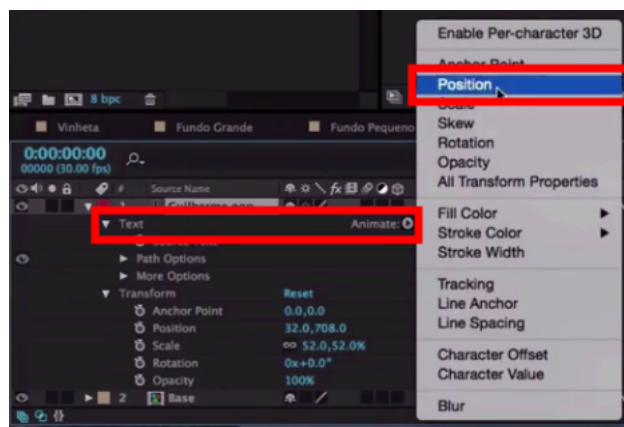 Enable Per-character 3D
Anchor Point
Position
Scale
Skew
Rotation
Opacity
All Transform Properties
Fill Color
Stroke Color
Stroke Width
Tracking
Line Anchor
Line Spacing
Character Offset
Character Value
Blur
8 bpc
Vinheta
Fundo Grande
Fundo Pequeno
0:00:00:00
00000 (30.00 fps)
# Source Name
1
Text Animate:
Path Options
More Options
Transform Reset
Anchor Point 0.0,0.0
Position 32.0,708.0
Scale 52.0,52.0%
Rotation 0x+0.0°
Opacity 100%
2 Base